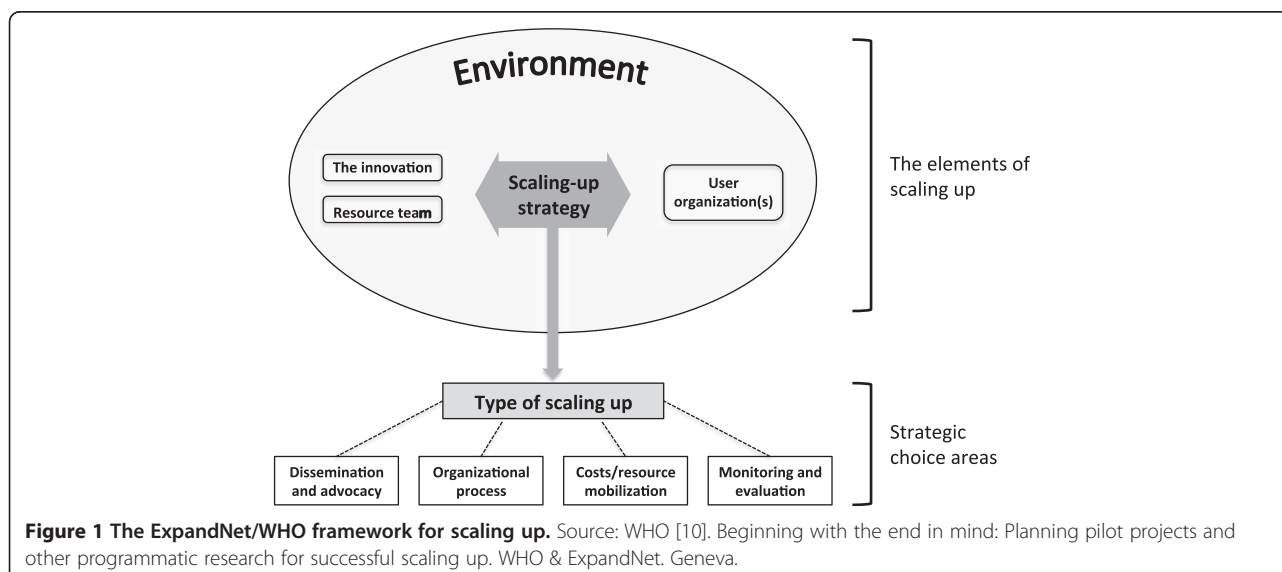 Environment
The innovation
Resource team
Scaling-up
strategy
User
organization(s)
The elements of
scaling up
Type of scaling up
Dissemination
and advocacy
Organizational
process
Costs/resource
mobilization
Monitoring and
evaluation
Strategic
choice areas
Figure 1 The ExpandNet/WHO framework for scaling up. Source: WHO [10]. Beginning with the end in mind: Planning pilot projects and
other programmatic research for successful scaling up. WHO & ExpandNet. Geneva.